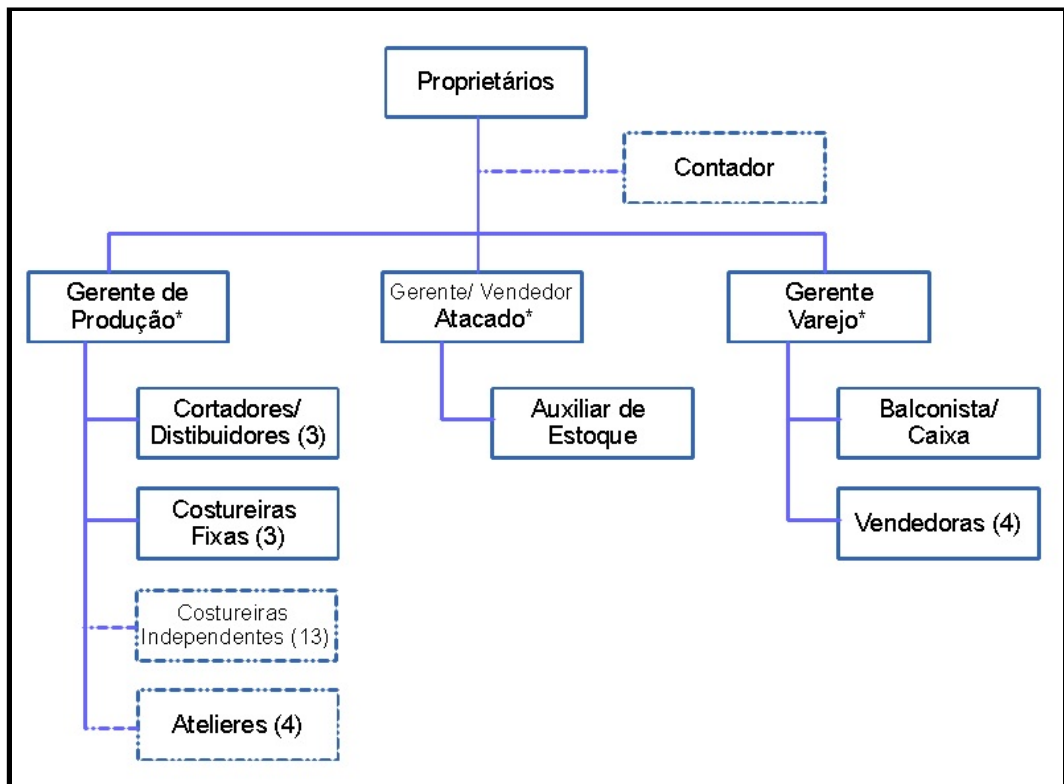 Proprietários
Contador
Gerente de
Produção*
Gerente/ Vendedor
Atacado*
Gerente
Varejo*
Cortadores/
Distibuidores (3)
Auxiliar de
Estoque
Balconista/
Caixa
Costureiras
Fixas (3)
Vendedoras (4)
Costureiras
Independentes (13)
Atelieres (4)